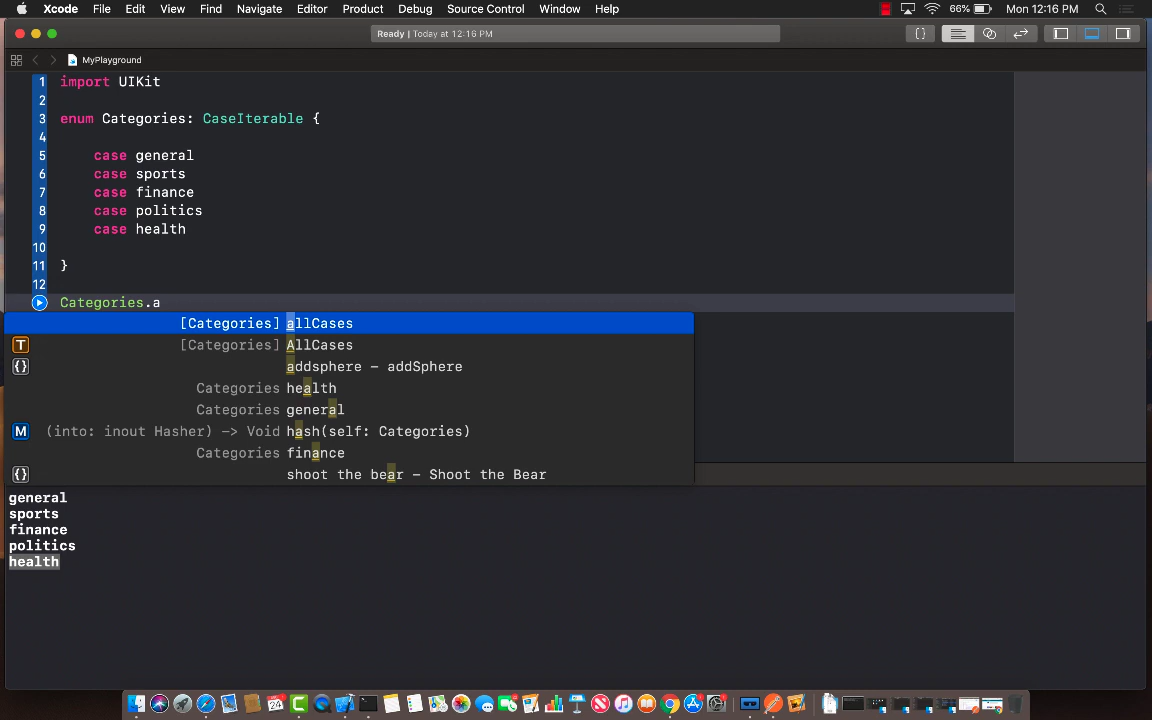 Xcode File Edit View Find Navigate Editor Product Debug Source Control Window Help 66% Mon 12:16 PM
Ready | Today at 12:16 PM
{}
MyPlayground
1 import UIKit
2
3 enum Categories: CaseIterable {
4
5 case general
6 case sports
7 case finance
8 case politics
9 case health
10
11 }
12
Categories.a
[Categories] allCases
T [Categories] AllCases
{} addsphere – addSphere
Categories health
Categories general
M (into: inout Hasher) -> Void hash(self: Categories)
Categories finance
{} shoot the bear – Shoot the Bear
general
sports
finance
politics
health
24